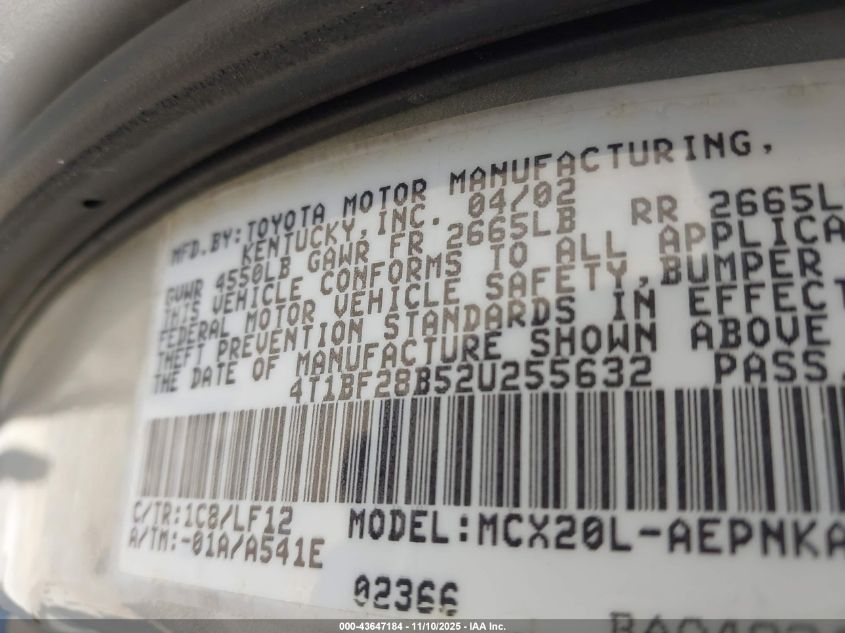 MFD.BY:TOYOTA MOTOR MANUFACTURING,
KENTUCKY,INC. 04/02
GVWR 4550LB GAWR FR 2665LB RR 2665L
THIS VEHICLE CONFORMS TO ALL APPLICA
FEDERAL MOTOR VEHICLE SAFETY,BUMPER
THEFT PREVENTION STANDARDS IN EFFECT
THE DATE OF MANUFACTURE SHOWN ABOVE
4T1BF28B52U255632 PASS.
C/TR:1C8/LF12 MODEL:MCX20L-AEPNKA
A/TM:-01A/A541E
02366
000-43647184 - 11/10/2025 - IAA Inc.